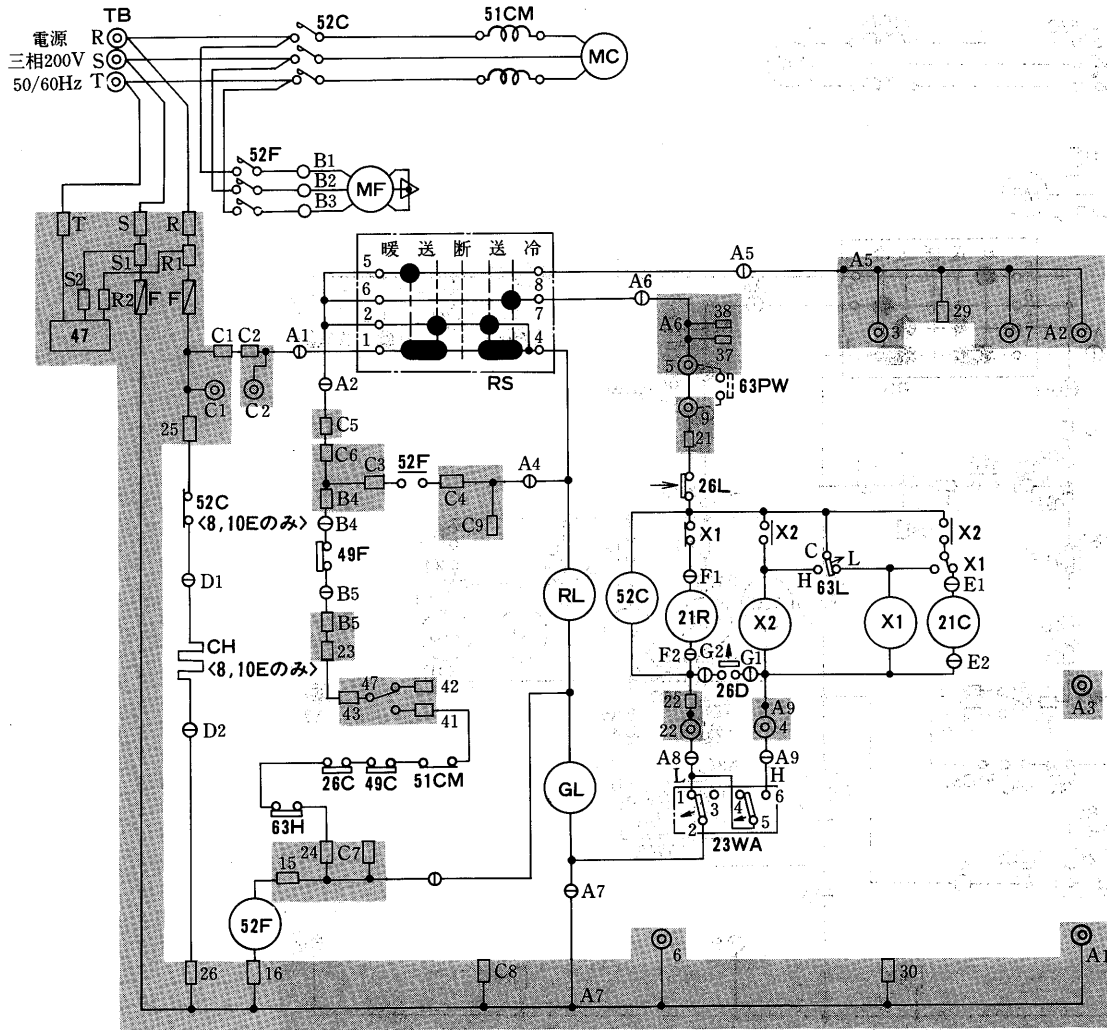 TB
電源 R
三相200V S
50/60Hz T
52C
51CM
MC
52F
B1
B2
B3
MF
T S R
S1 R1
S2
R2 F F
47
暖 送 断 送 冷
5 8
6 7
2
1 4
RS
C1 C2 A1
C1 C2
25
A2
C5
C6
C3 52F C4 A4
C9
B4
B4
49F
B5
B5
23
47 42
43 41
52C
<8,10Eのみ>
D1
CH
<8,10Eのみ>
D2
26C 49C 51CM
63H
24 C7
15
52F
26 16 C8
RL
GL
A7
A7
A6
A5
A5
A6 38
37
5
63PW
9
21
26L
3 29 7 A2
X1 X2 C L X2
H 63L X1
F1 E1
52C 21R X2 X1 21C
F2 G2 G1 E2
26D
22 A9
22 4
A8 A9
L H
1 3 4 6
2 5
23WA
A3
6 30 A1